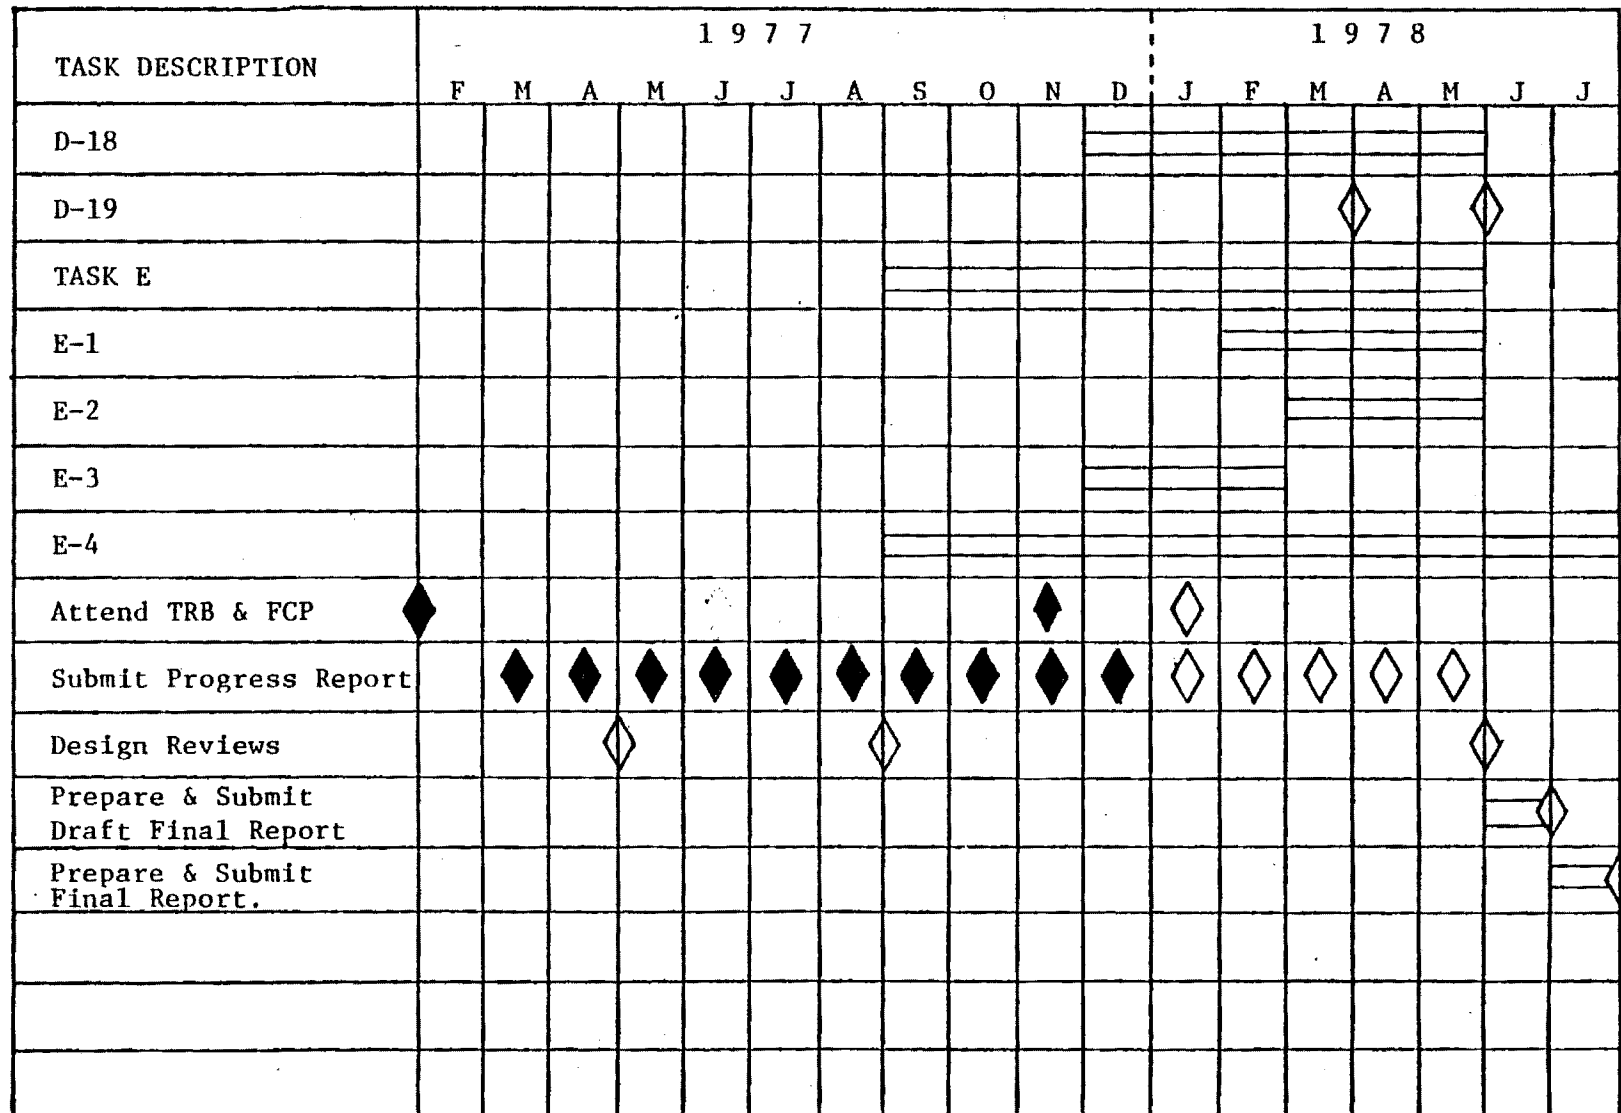 1 9 7 7 1 9 7 8
TASK DESCRIPTION
F M A M J J A S O N D J F M A M J J
D-18
D-19
TASK E
E-1
E-2
E-3
E-4
Attend TRB & FCP
Submit Progress Report
Design Reviews
Prepare & Submit
Draft Final Report
Prepare & Submit
Final Report.